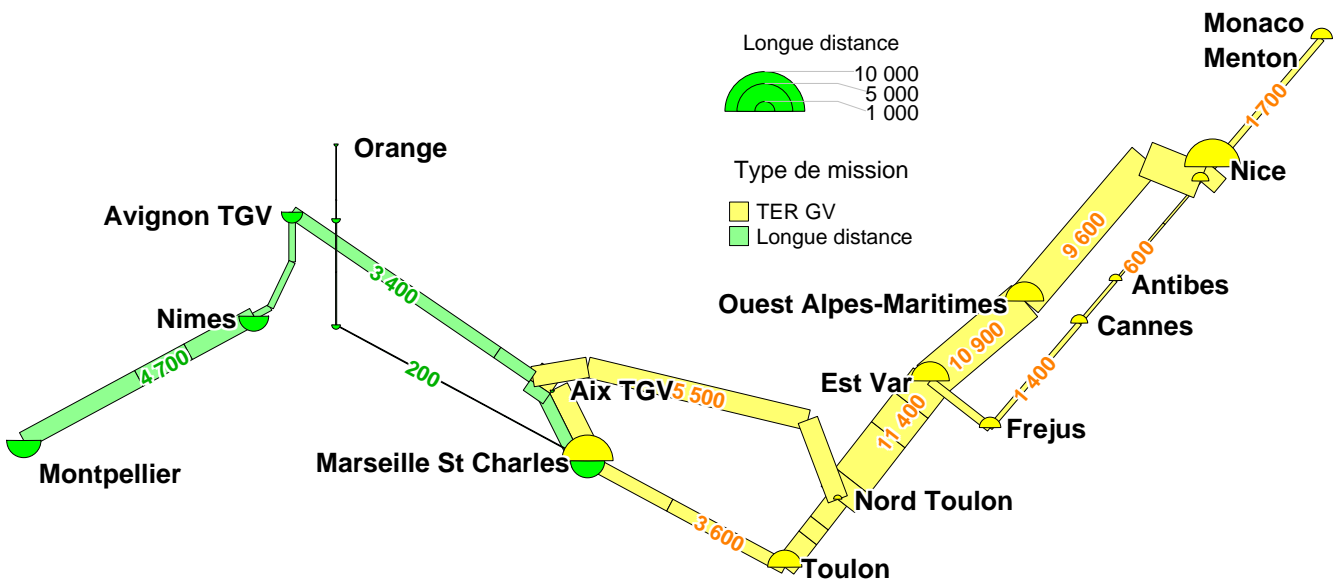 Monaco
Menton
Longue distance
10 000
5 000
1 000
1 700
Orange
Type de mission
Nice
Avignon TGV
TER GV
Longue distance
9 600
600
3 400
Antibes
Ouest Alpes-Maritimes
Nimes
Cannes
10 900
4 700
200
Est Var
1 400
Aix TGV
5 500
11 400
Frejus
Marseille St Charles
Montpellier
Nord Toulon
3 600
Toulon